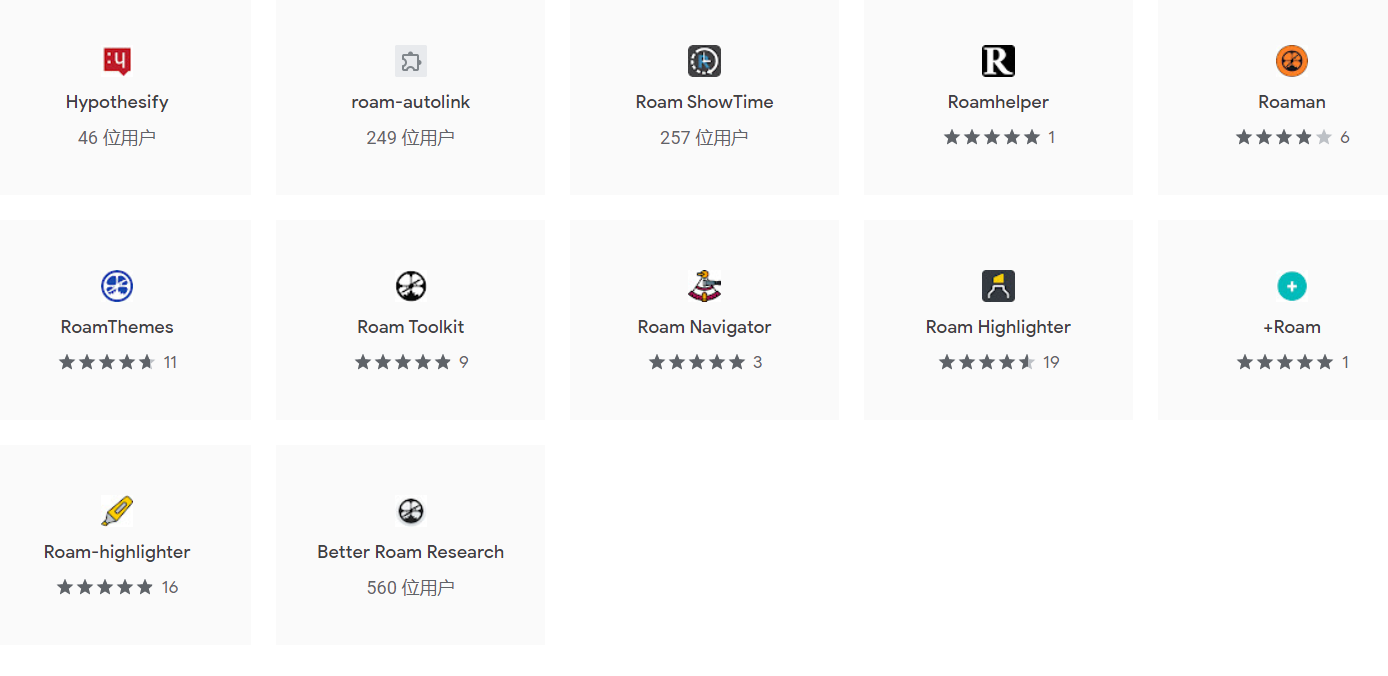 Hypothesify
46 位用户
roam-autolink
249 位用户
Roam ShowTime
257 位用户
R
Roamhelper
1
Roaman
6
RoamThemes
11
Roam Toolkit
9
Roam Navigator
3
Roam Highlighter
19
+Roam
1
Roam-highlighter
16
Better Roam Research
560 位用户